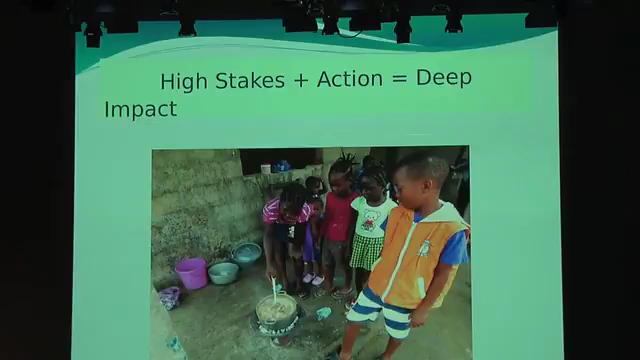 High Stakes + Action = Deep
Impact